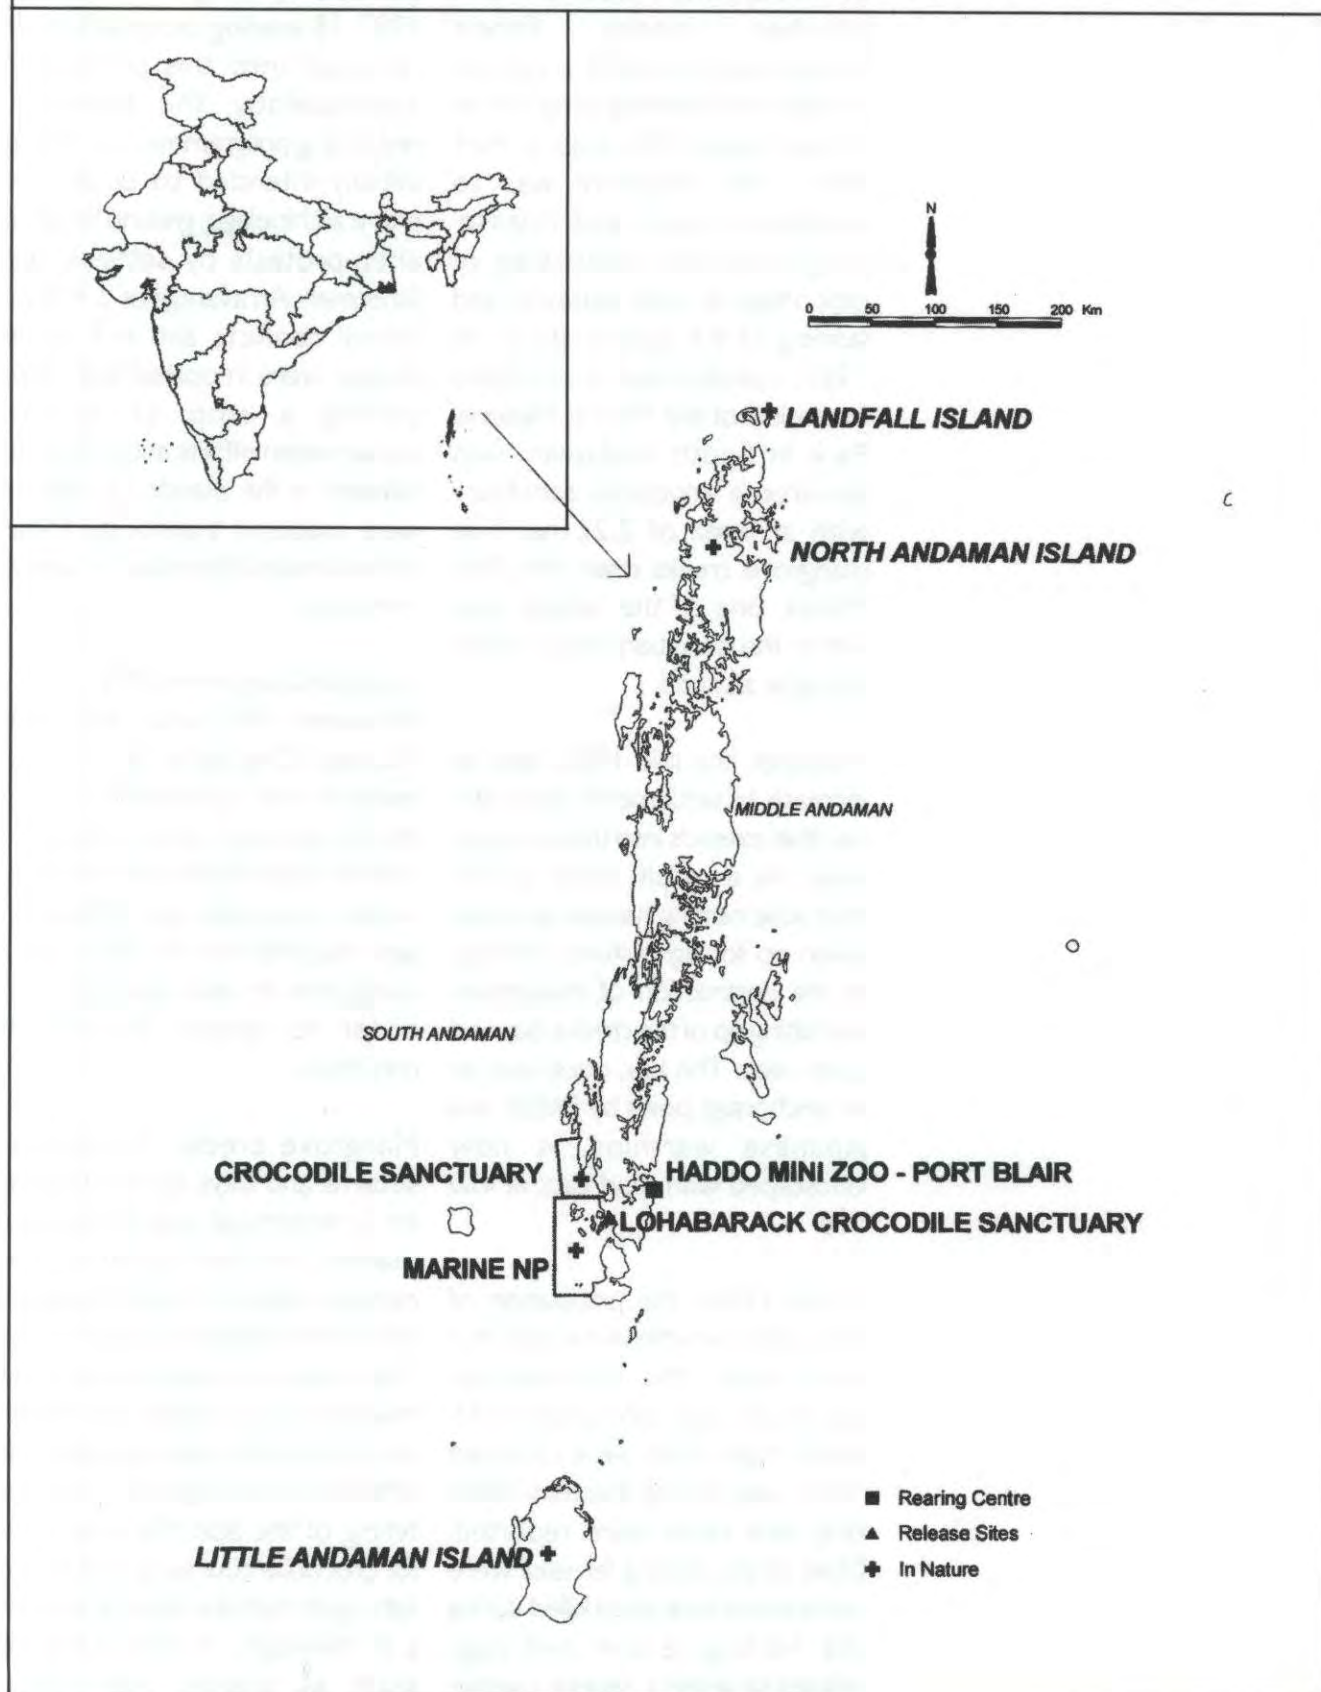 N
0 50 100 150 200 Km
LANDFALL ISLAND
NORTH ANDAMAN ISLAND
MIDDLE ANDAMAN
SOUTH ANDAMAN
CROCODILE SANCTUARY
HADDO MINI ZOO - PORT BLAIR
LOHABARACK CROCODILE SANCTUARY
MARINE NP
Rearing Centre
Release Sites
In Nature
LITTLE ANDAMAN ISLAND